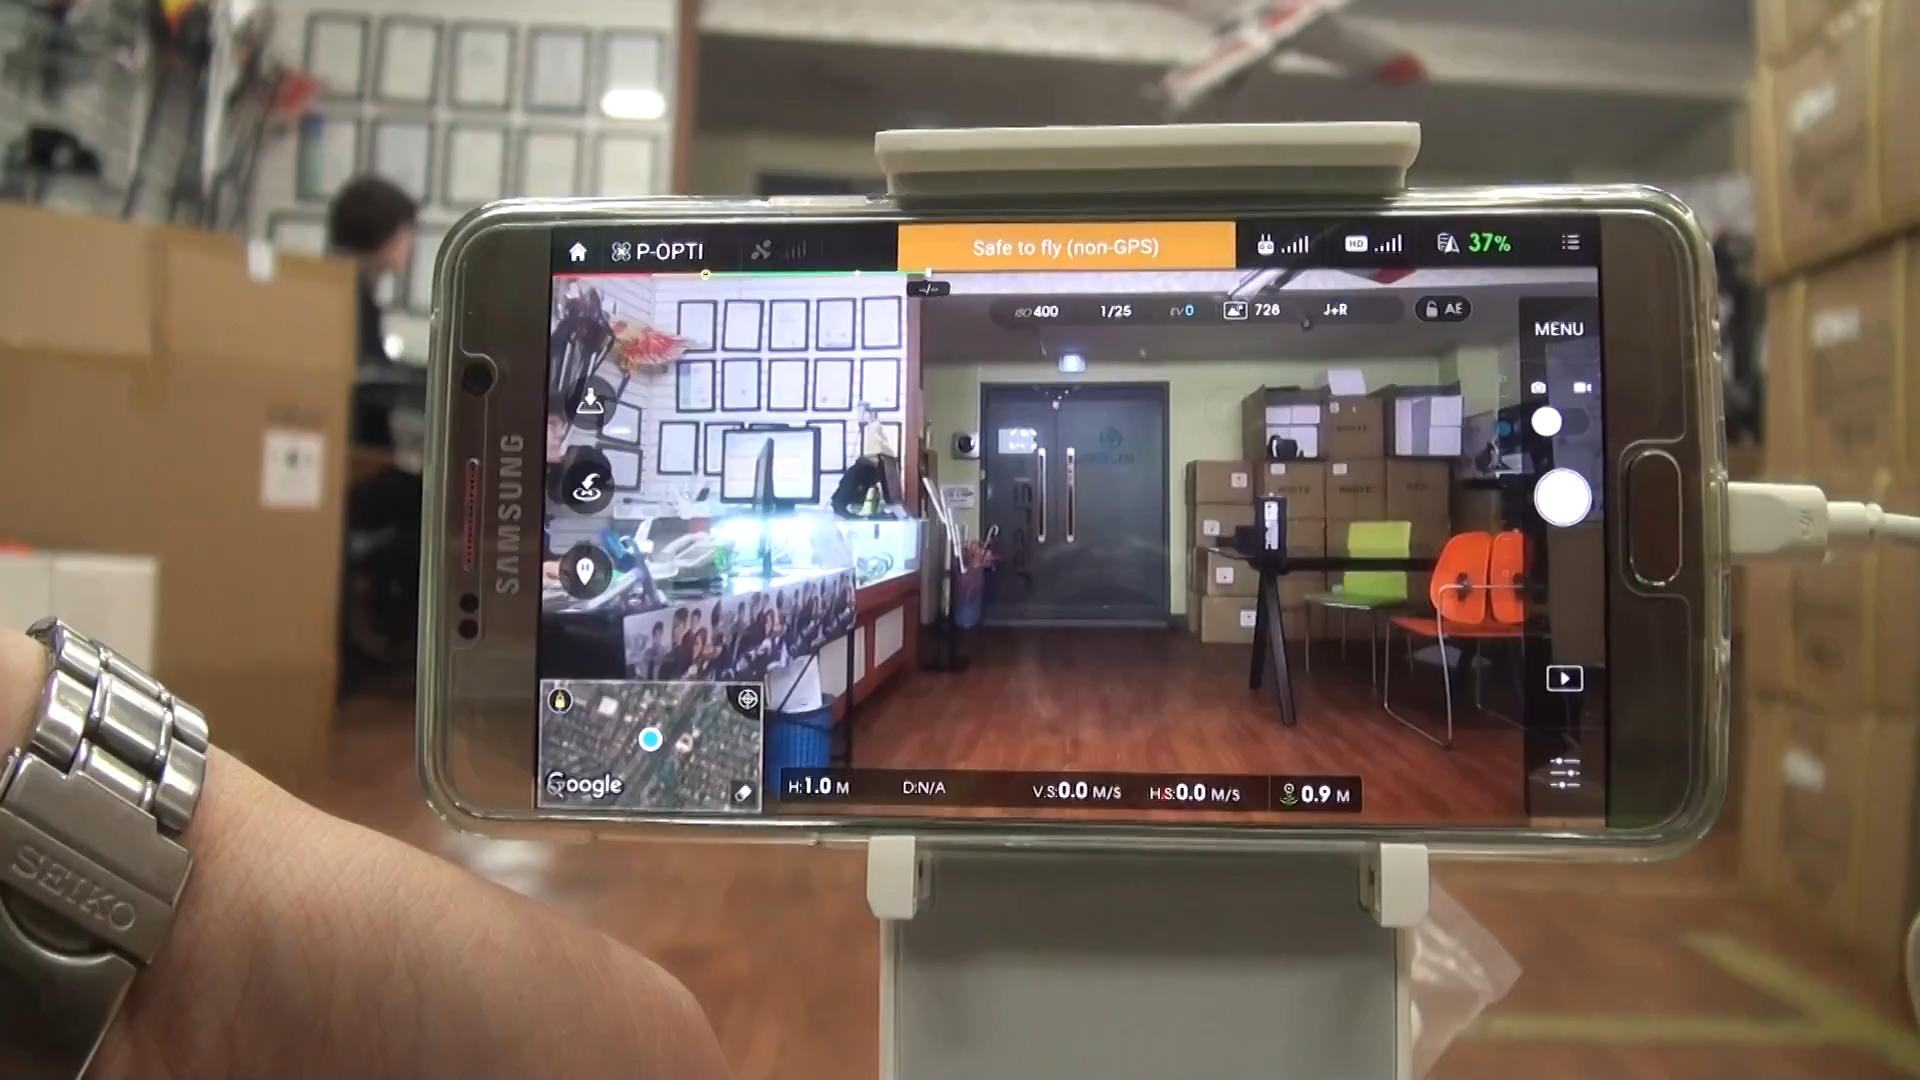 P-OPTI
Safe to fly (non-GPS)
HD
37%
ISO 400
1/25
EV 0
728
J+R
AE
MENU
SAMSUNG
H
Google
H:1.0 M
D:N/A
V.S:0.0 M/S
H.S:0.0 M/S
0.9 M
SEIKO